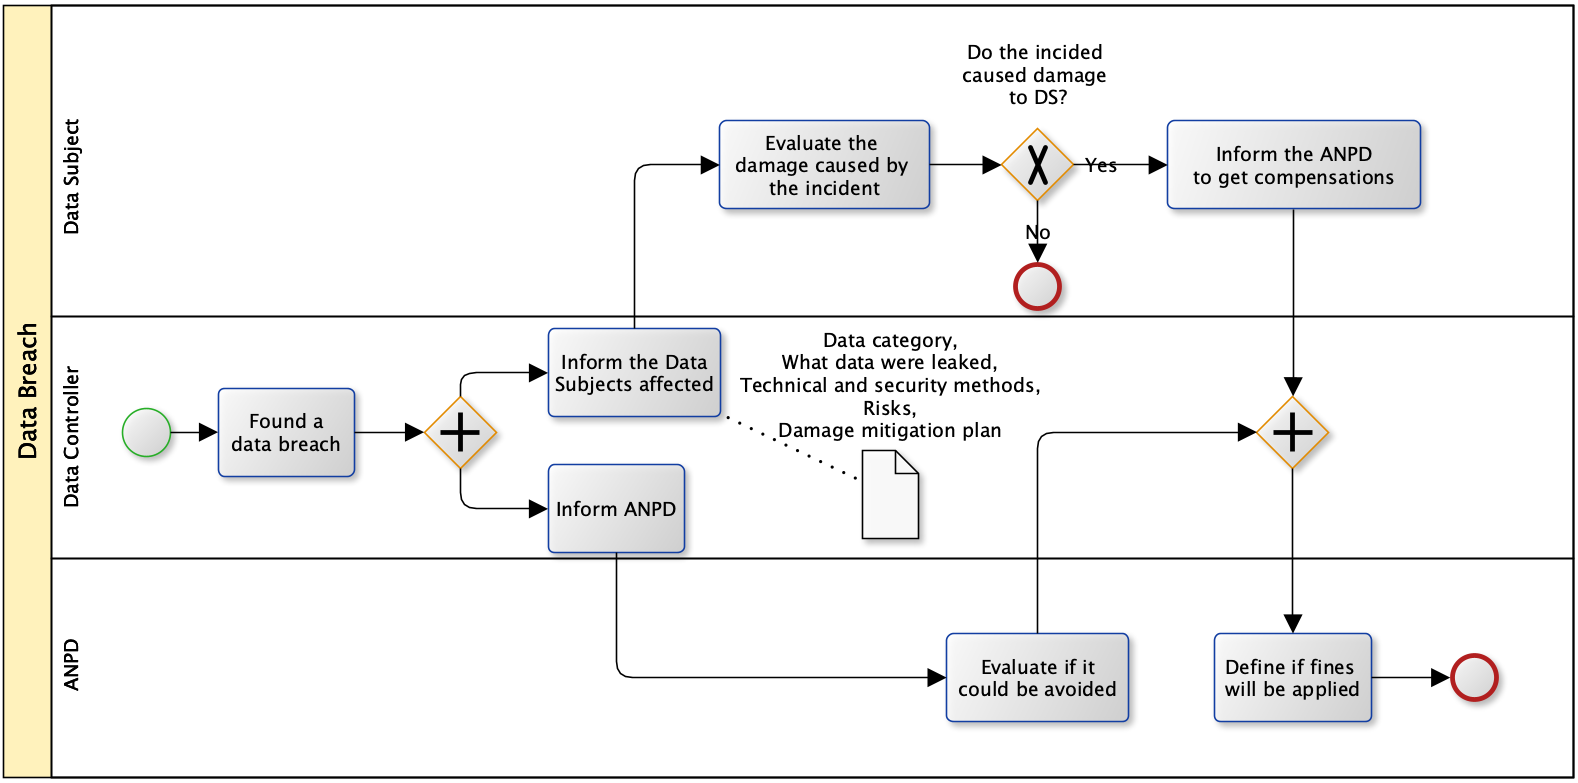 Data Breach
Data Subject
Do the incided
caused damage
to DS?
Evaluate the
damage caused by
the incident
Yes
Inform the ANPD
to get compensations
No
Data Controller
Found a
data breach
Inform the Data
Subjects affected
Data category,
What data were leaked,
Technical and security methods,
Risks,
Damage mitigation plan
Inform ANPD
ANPD
Evaluate if it
could be avoided
Define if fines
will be applied